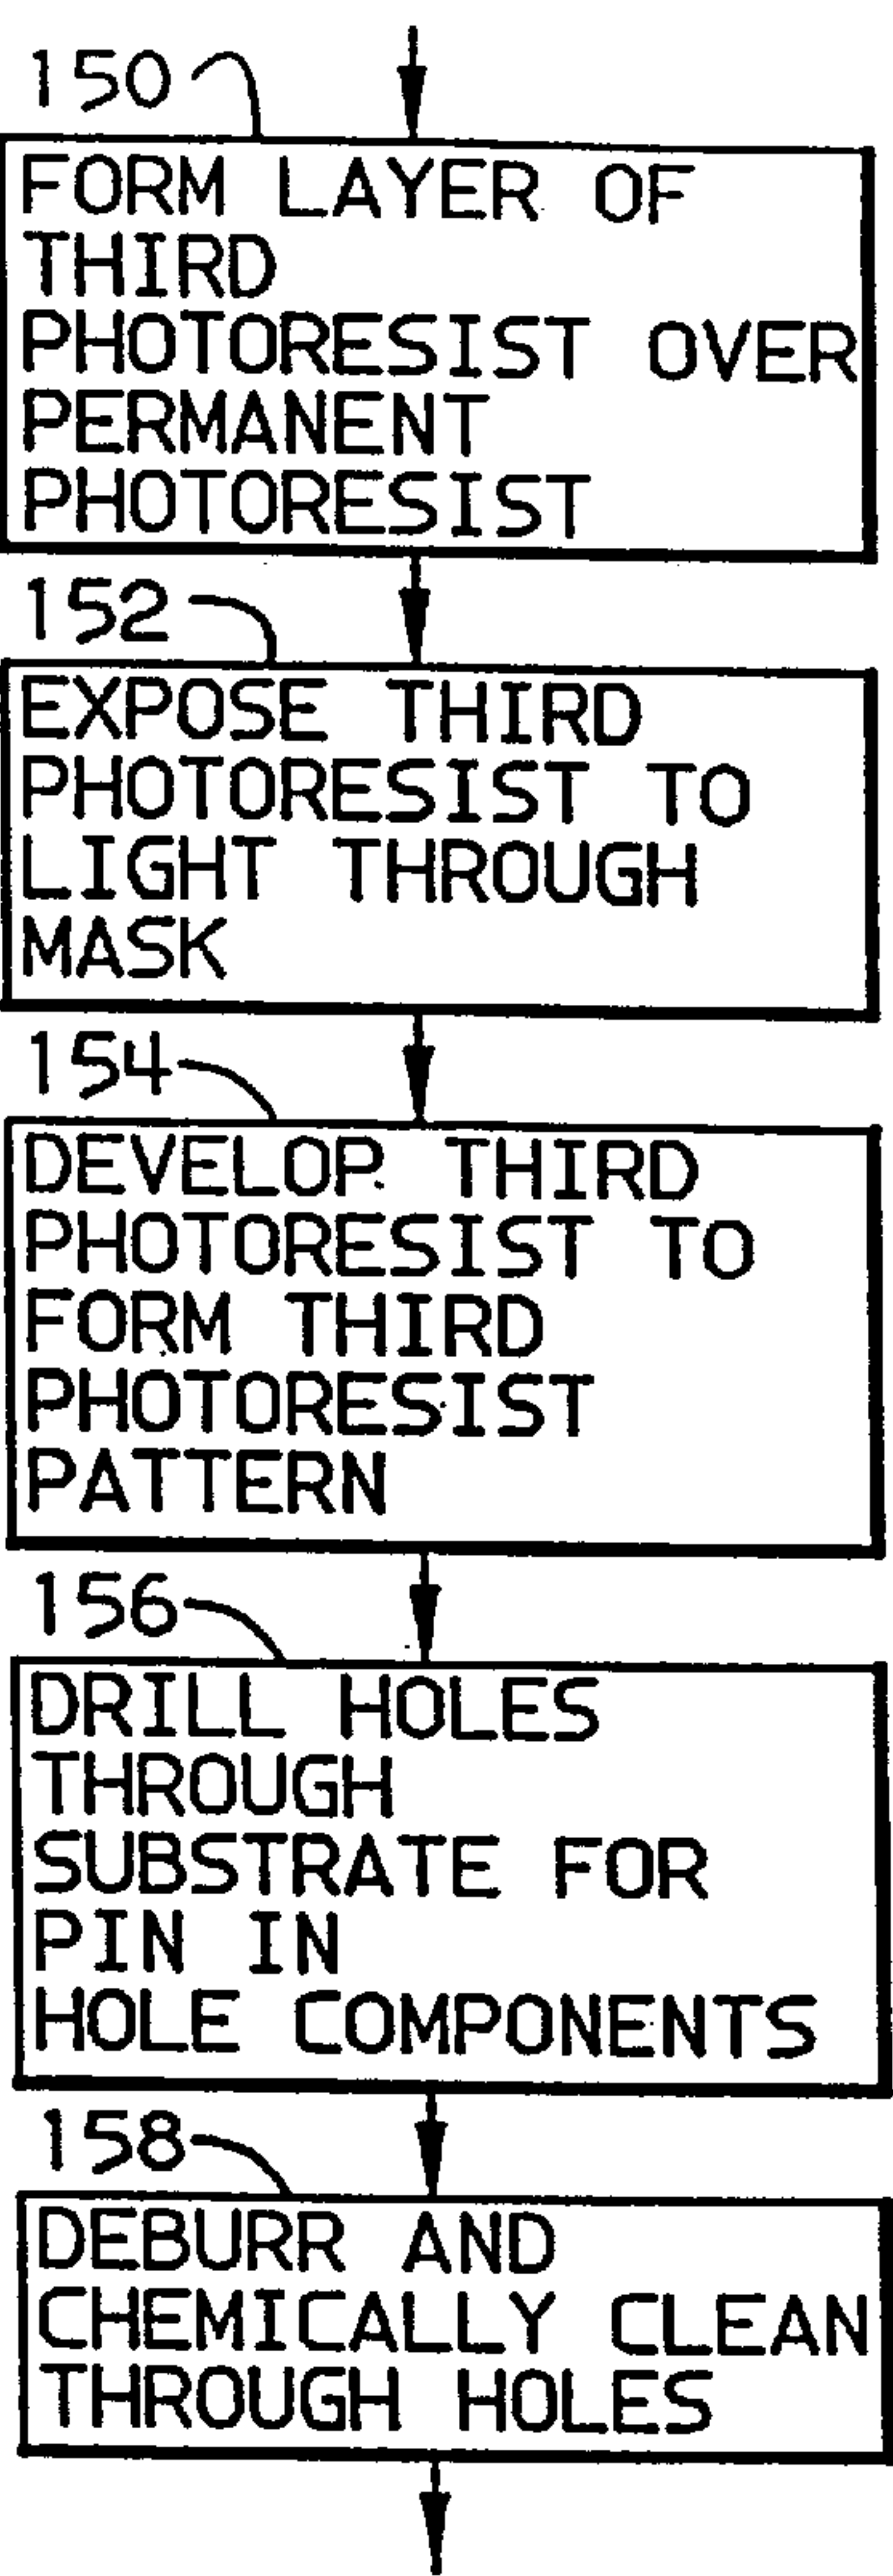 150
FORM LAYER OF
THIRD
PHOTORESIST OVER
PERMANENT
PHOTORESIST
152
EXPOSE THIRD
PHOTORESIST TO
LIGHT THROUGH
MASK
154
DEVELOP THIRD
PHOTORESIST TO
FORM THIRD
PHOTORESIST
PATTERN
156
DRILL HOLES
THROUGH
SUBSTRATE FOR
PIN IN
HOLE COMPONENTS
158
DEBURR AND
CHEMICALLY CLEAN
THROUGH HOLES